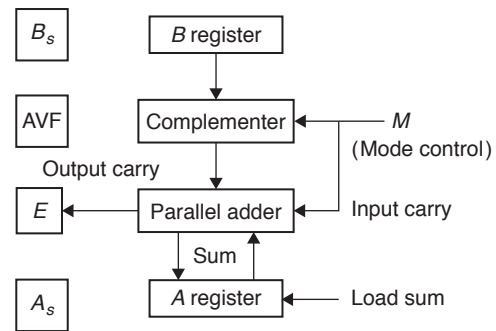 B_s
B register
AVF
Complementer
M
(Mode control)
Output carry
E
Parallel adder
Input carry
Sum
A_s
A register
Load sum